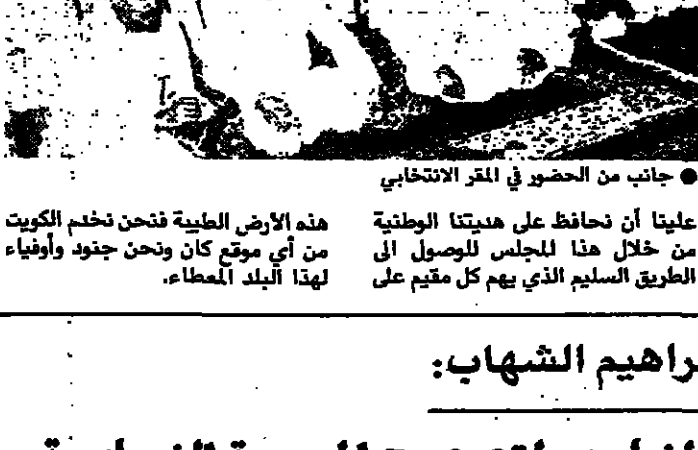 ● جانب من الحضور في المقر الانتخابي
علينا أن نحافظ على هديتنا الوطنية
من خلال هذا المجلس للوصول الى
الطريق السليم الذي يهم كل مقيم على
هذه الأرض الطيبة فنحن نخدم الكويت
من أي موقع كان ونحن جنود وأوفياء
لهذا البلد المعطاء.
راهيم الشهاب: